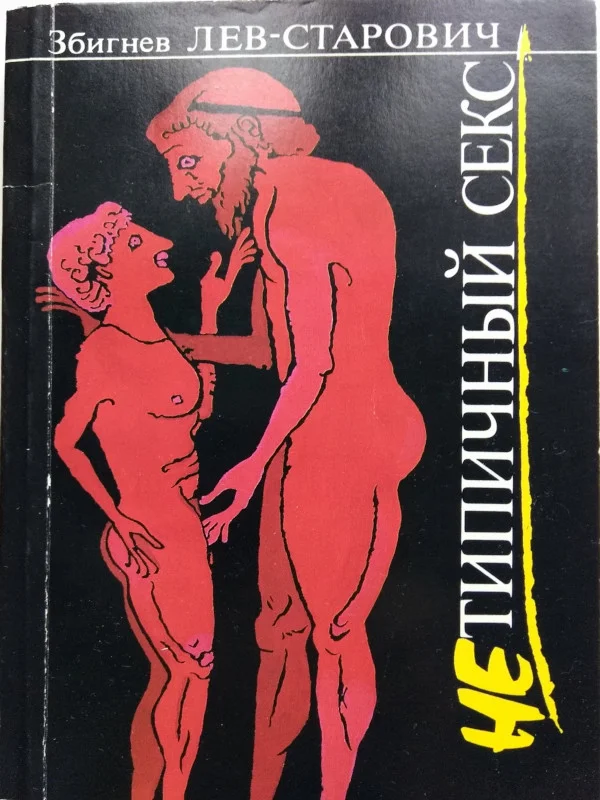 Збигнев ЛЕВ-СТАРОВИЧ
НЕТИПИЧНЫЙ СЕКС